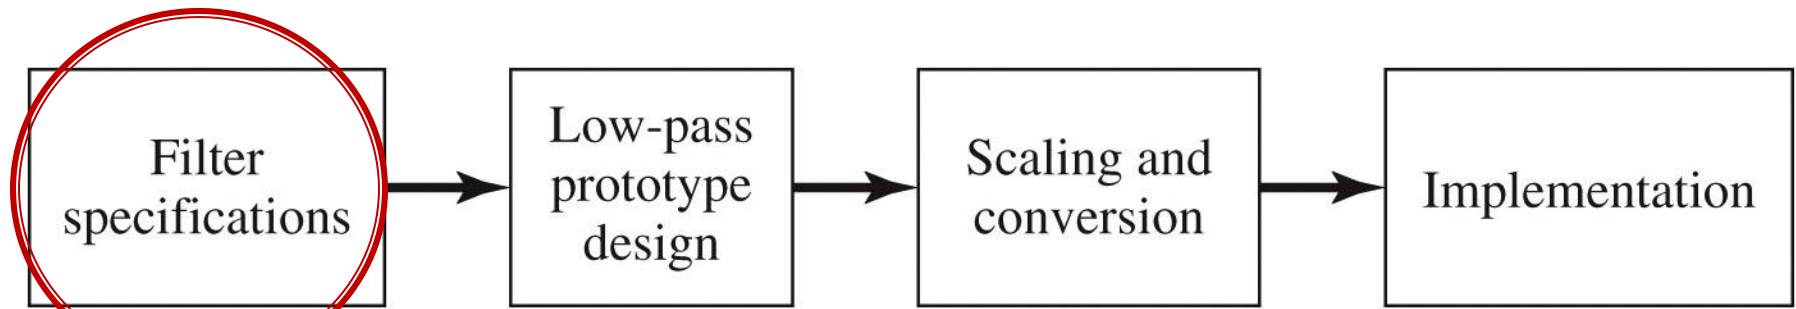 Filter
specifications
Low-pass
prototype
design
Scaling and
conversion
Implementation